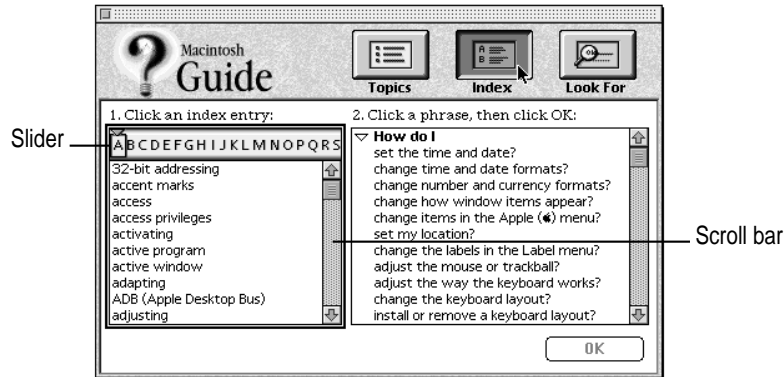 Macintosh
Guide
Topics
Index
Look For
1. Click an index entry:
2. Click a phrase, then click OK:
Slider
A B C D E F G H I J K L M N O P Q R S
32-bit addressing
accent marks
access
access privileges
activating
active program
active window
adapting
ADB (Apple Desktop Bus)
adjusting
How do I
set the time and date?
change time and date formats?
change number and currency formats?
change how window items appear?
change items in the Apple () menu?
set my location?
change the labels in the Label menu?
adjust the mouse or trackball?
adjust the way the keyboard works?
change the keyboard layout?
install or remove a keyboard layout?
Scroll bar
OK